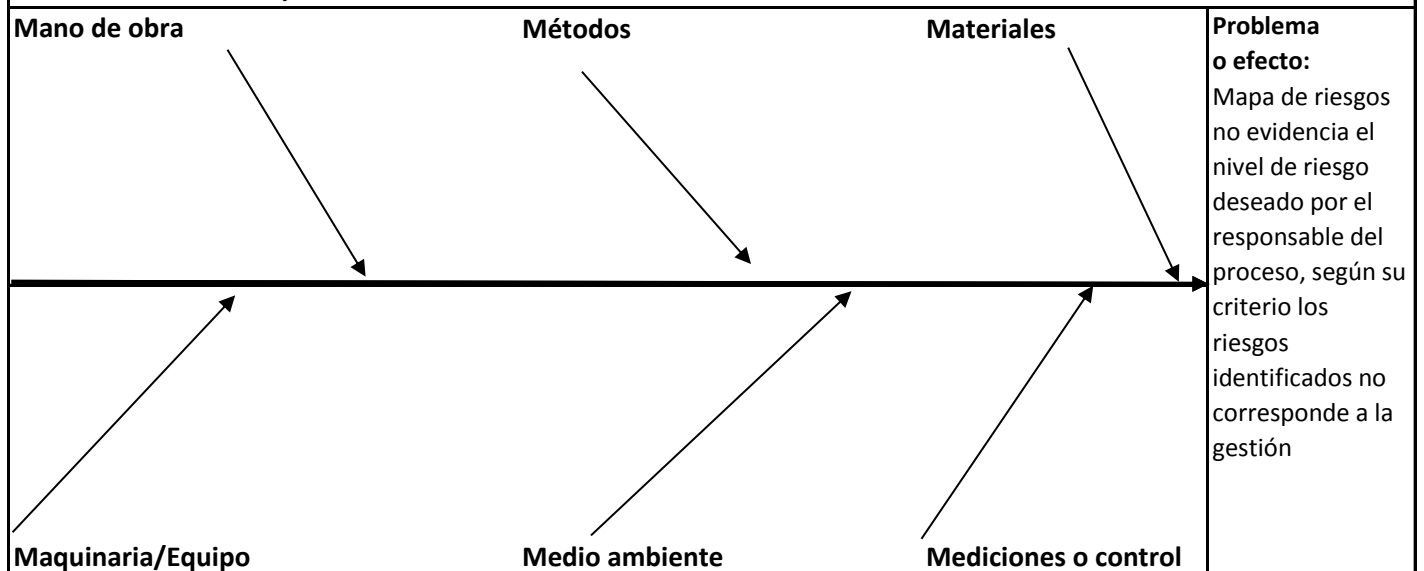 Mano de obra
Métodos
Materiales
Problema
o efecto:
Mapa de riesgos
no evidencia el
nivel de riesgo
deseado por el
responsable del
proceso, según su
criterio los
riesgos
identificados no
corresponde a la
gestión
Maquinaria/Equipo
Medio ambiente
Mediciones o control